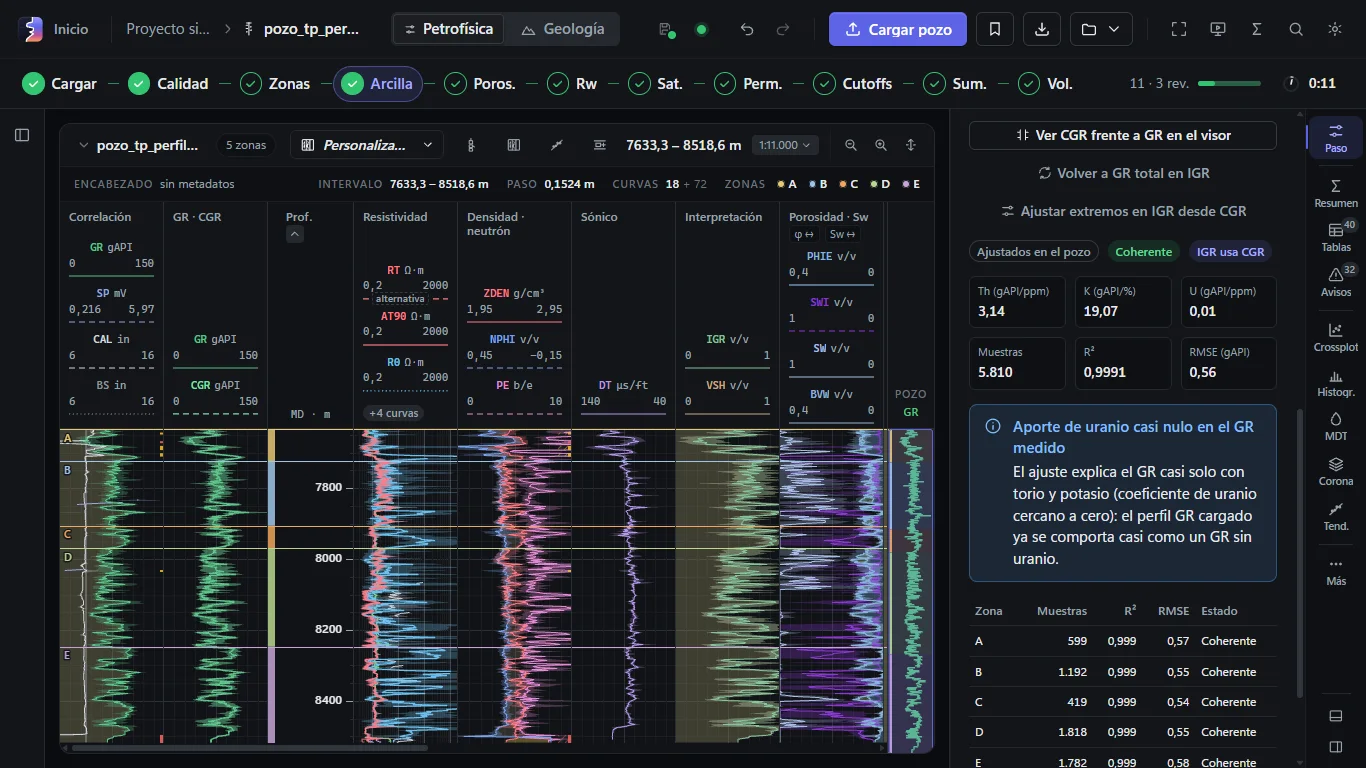 Inicio
Proyecto si...
pozo_tp_per...
Petrofísica
Geología
Cargar pozo
Cargar
Calidad
Zonas
Arcilla
Poros.
Rw
Sat.
Perm.
Cutoffs
Sum.
Vol.
11 · 3 rev.
0:11
pozo_tp_perfil...
5 zonas
Personaliza...
7633,3 – 8518,6 m
1:11.000
ENCABEZADO sin metadatos
INTERVALO 7633,3 – 8518,6 m
PASO 0,1524 m
CURVAS 18 + 72
ZONAS A B C D E
Correlación
GR gAPI
0 150
SP mV
0,216 5,97
CAL in
6 16
BS in
6 16
GR · CGR
GR gAPI
0 150
CGR gAPI
0 150
Prof.
MD · m
Resistividad
RT Ω·m
0,2 2000
alternativa
AT90 Ω·m
0,2 2000
R0 Ω·m
0,2 2000
+4 curvas
Densidad ·
neutrón
ZDEN g/cm³
1,95 2,95
NPHI v/v
0,45 −0,15
PE b/e
0 10
Sónico
DT µs/ft
140 40
Interpretación
IGR v/v
0 1
VSH v/v
0 1
Porosidad · Sw
φ ↔ Sw ↔
PHIE v/v
0,4 0
SWI v/v
1 0
SW v/v
1 0
BVW v/v
0,4 0
POZO
GR
A
B
C
D
E
7800
8000
8200
8400
Ver CGR frente a GR en el visor
Volver a GR total en IGR
Ajustar extremos en IGR desde CGR
Ajustados en el pozo
Coherente
IGR usa CGR
Th (gAPI/ppm)
3,14
K (gAPI/%)
19,07
U (gAPI/ppm)
0,01
Muestras
5.810
R²
0,9991
RMSE (gAPI)
0,56
Aporte de uranio casi nulo en el GR
medido
El ajuste explica el GR casi solo con
torio y potasio (coeficiente de uranio
cercano a cero): el perfil GR cargado
ya se comporta casi como un GR sin
uranio.
Zona Muestras R² RMSE Estado
A 599 0,999 0,57 Coherente
B 1.192 0,999 0,55 Coherente
C 419 0,999 0,54 Coherente
D 1.818 0,999 0,55 Coherente
E 1.782 0,999 0,58 Coherente
Paso
Resumen
40
Tablas
32
Avisos
Crossplot
Histogr.
MDT
Corona
Tend.
Más